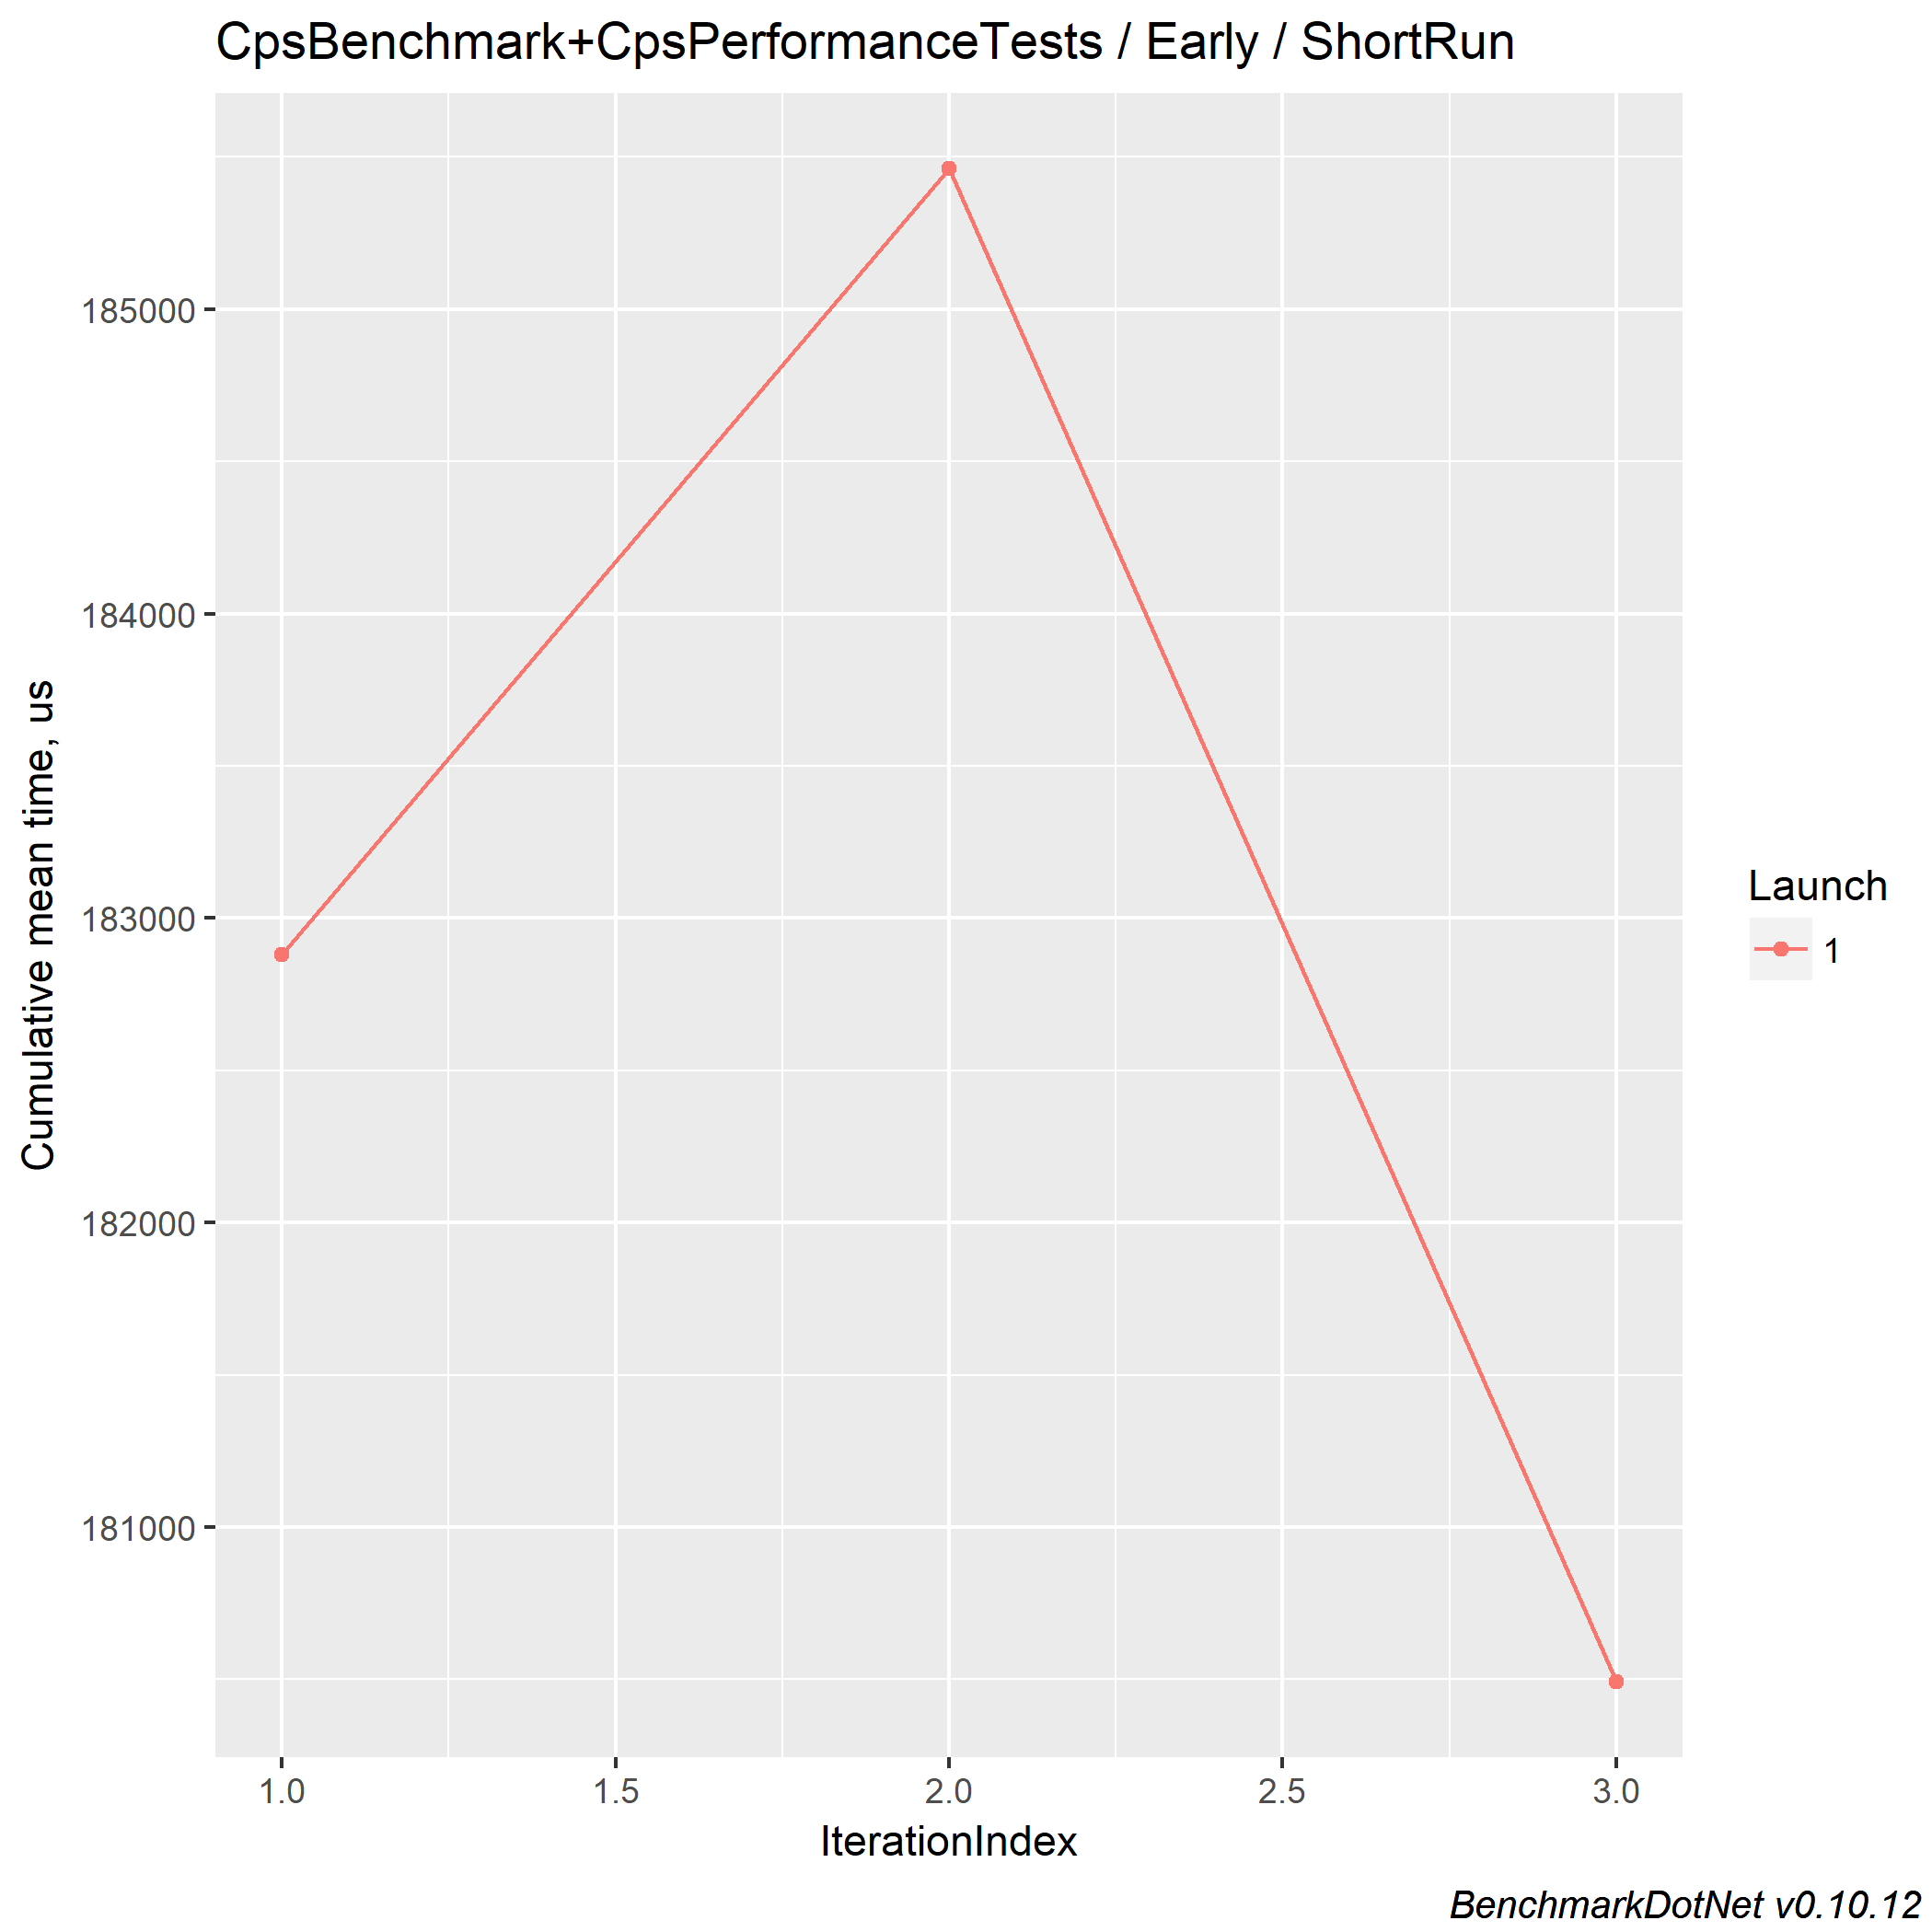 CpsBenchmark+CpsPerformanceTests / Early / ShortRun
Cumulative mean time, us
185000
184000
183000
182000
181000
1.0 1.5 2.0 2.5 3.0
IterationIndex
Launch
1
BenchmarkDotNet v0.10.12